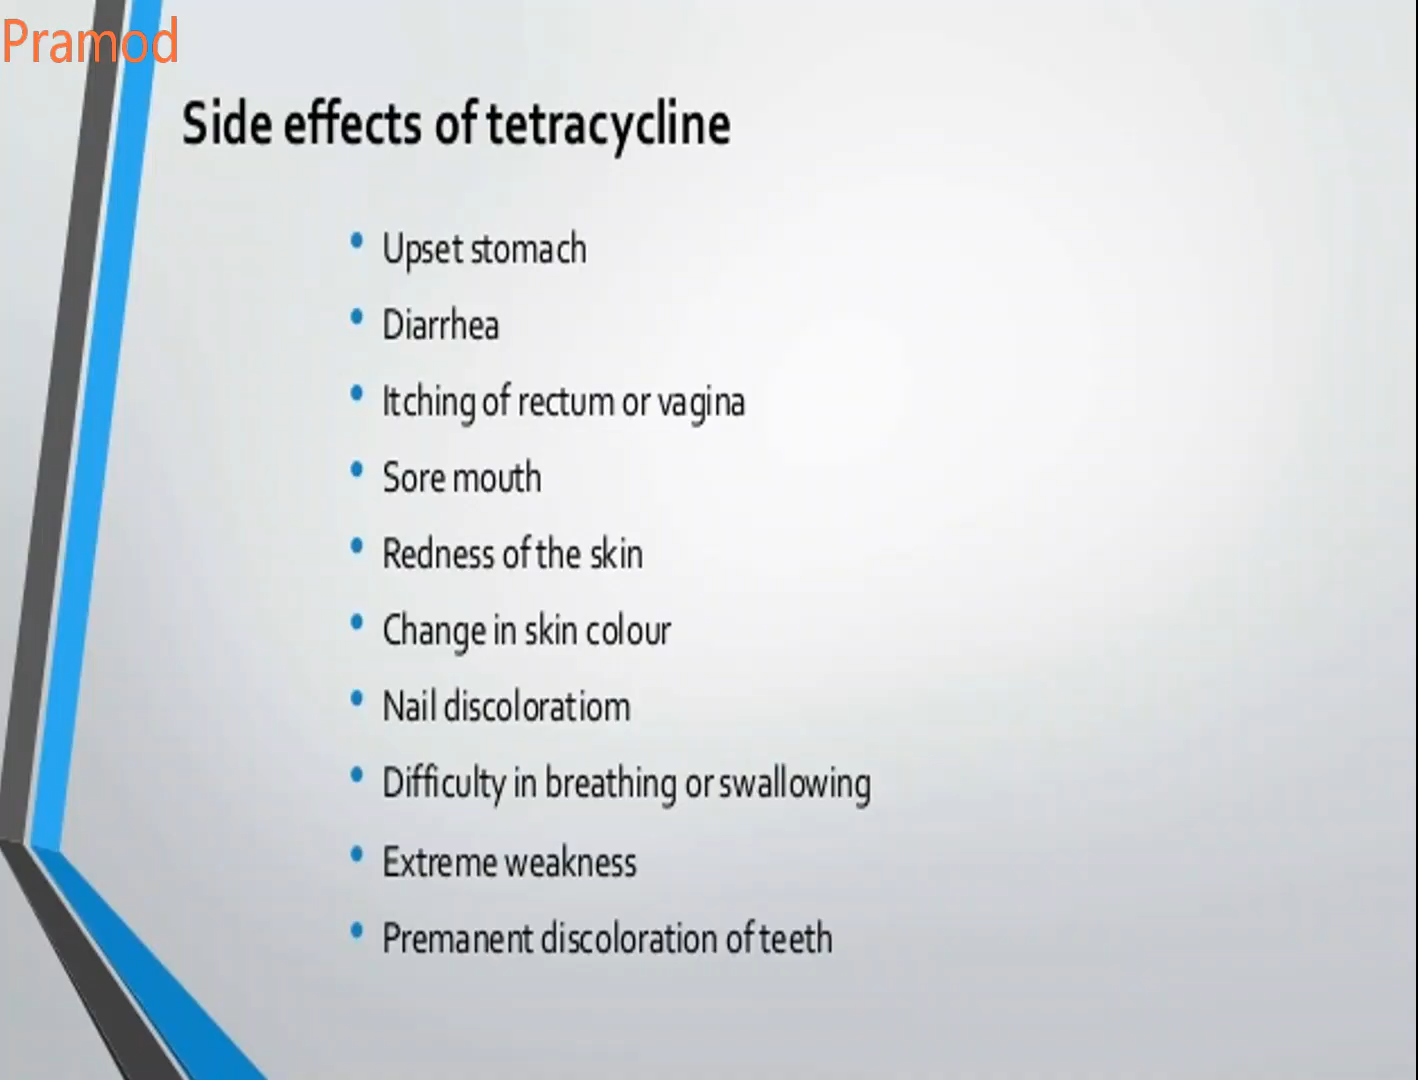 Pramod
Side effects of tetracycline
• Upset stomach
• Diarrhea
• Itching of rectum or vagina
• Sore mouth
• Redness of the skin
• Change in skin colour
• Nail discoloratiom
• Difficulty in breathing or swallowing
• Extreme weakness
• Premanent discoloration of teeth